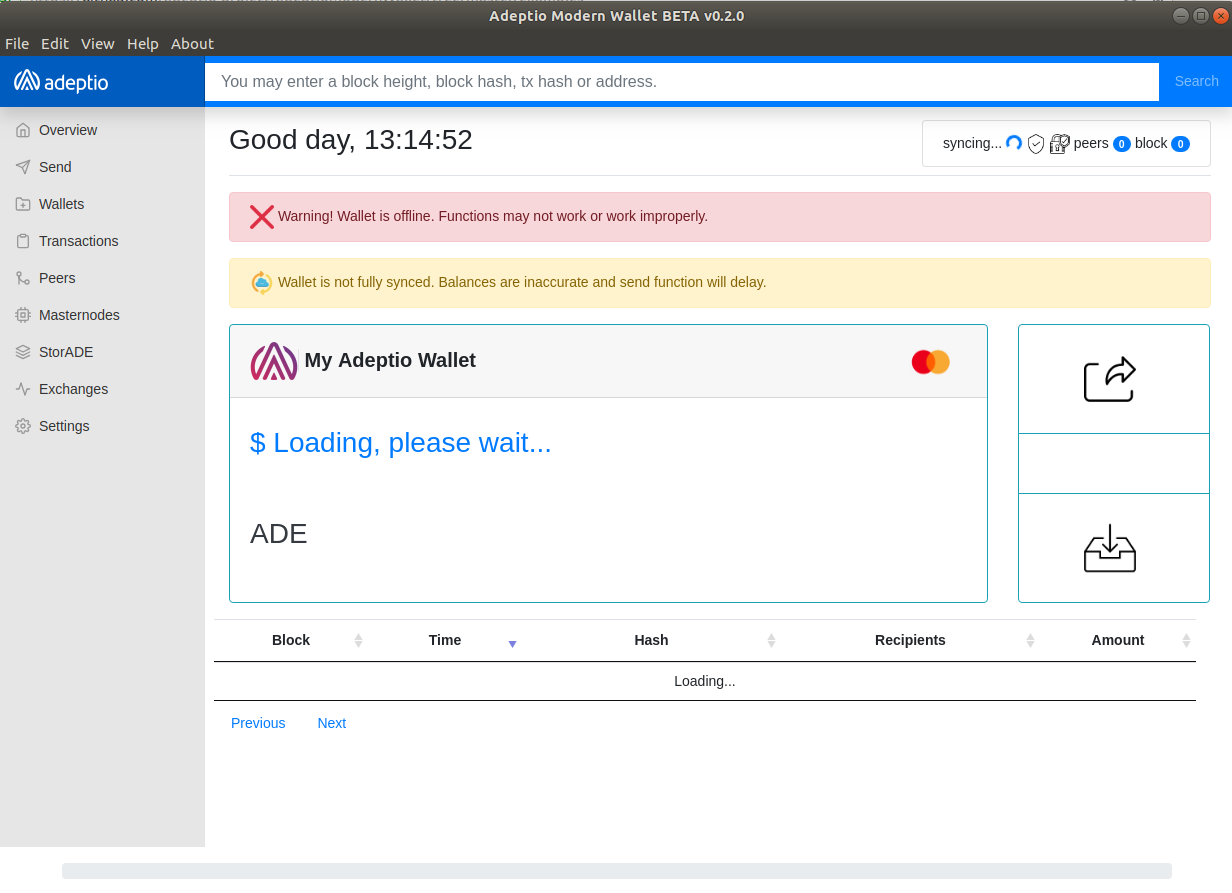 Adeptio Modern Wallet BETA v0.2.0
File Edit View Help About
adeptio
You may enter a block height, block hash, tx hash or address.
Search
Overview
Send
Wallets
Transactions
Peers
Masternodes
StorADE
Exchanges
Settings
Good day, 13:14:52
syncing... peers 0 block 0
Warning! Wallet is offline. Functions may not work or work improperly.
Wallet is not fully synced. Balances are inaccurate and send function will delay.
My Adeptio Wallet
$ Loading, please wait...
ADE
Block Time Hash Recipients Amount
Loading...
Previous Next